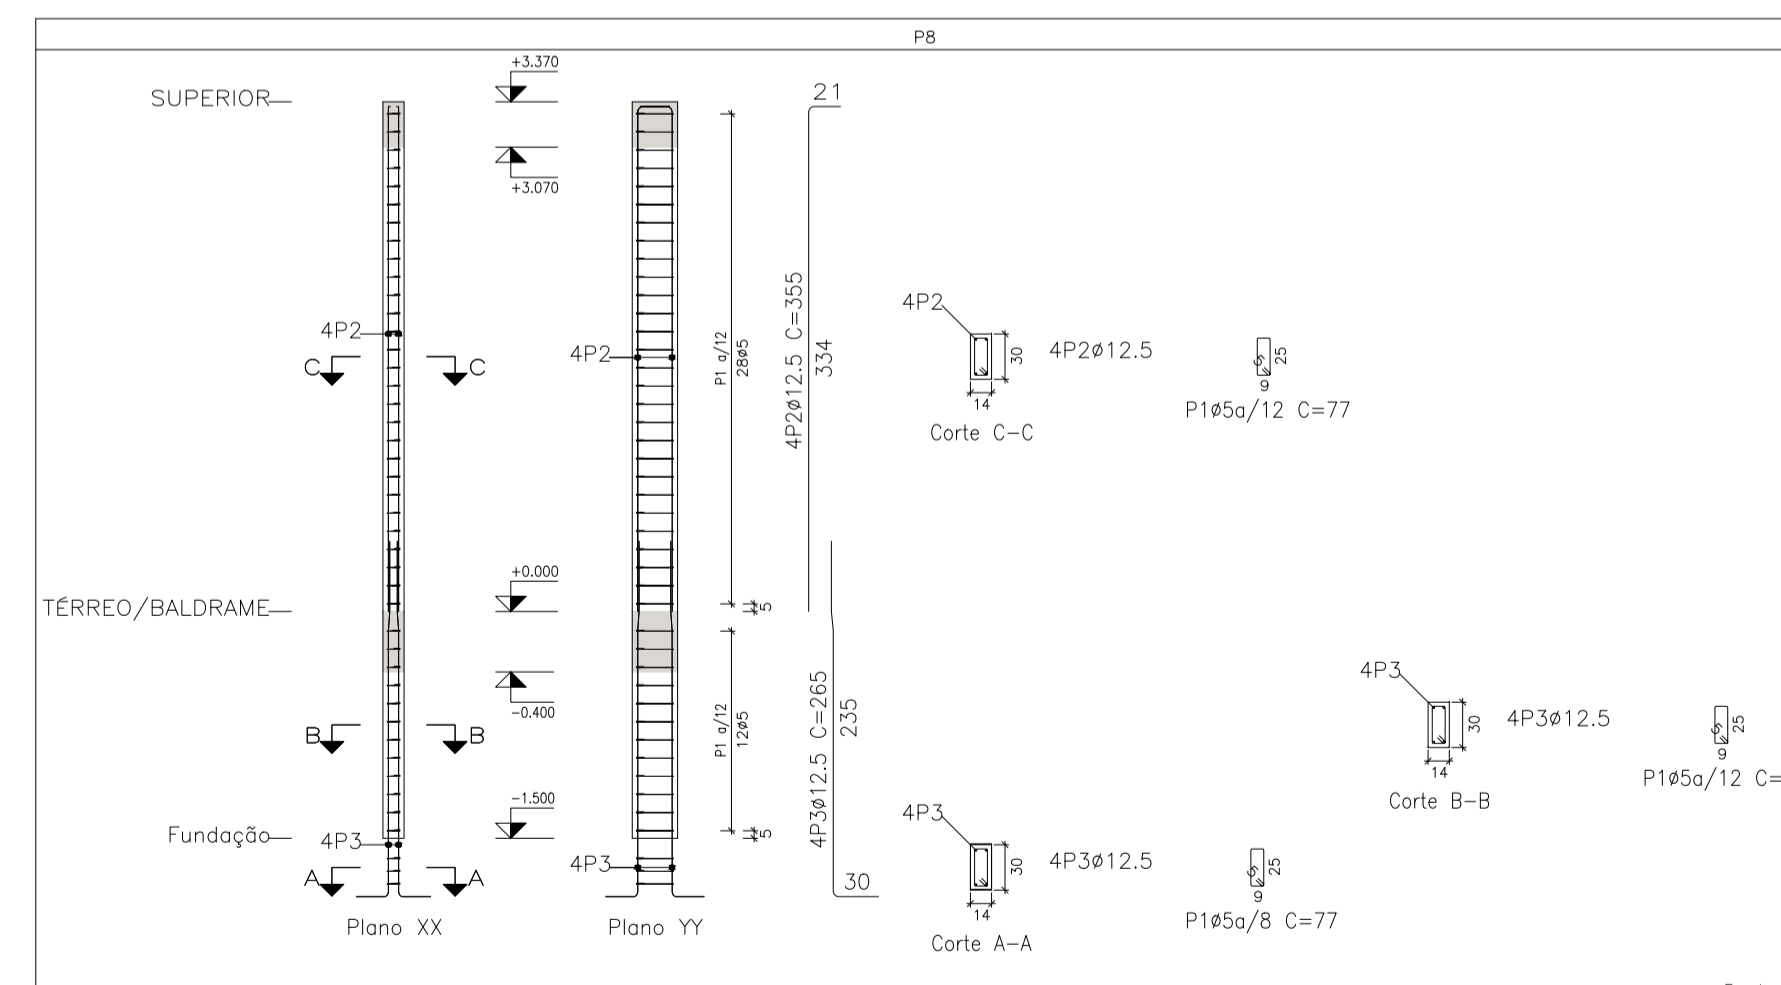 P8
SUPERIOR
+3.370
+3.070
21
4P2
C
C
4P2
P1 a/12
28ø5
4P2ø12.5 C=355
334
4P2
30
14
4P2ø12.5
Corte C-C
25
9
P1ø5a/12 C=77
TÉRREO/BALDRAME
+0.000
5
-0.400
B
B
P1 a/12
12ø5
4P3ø12.5 C=265
235
4P3
30
14
4P3ø12.5
Corte B-B
25
9
P1ø5a/12 C=
Fundação
-1.500
5
4P3
A
A
4P3
30
Plano XX
Plano YY
4P3
30
14
4P3ø12.5
Corte A-A
25
9
P1ø5a/8 C=77